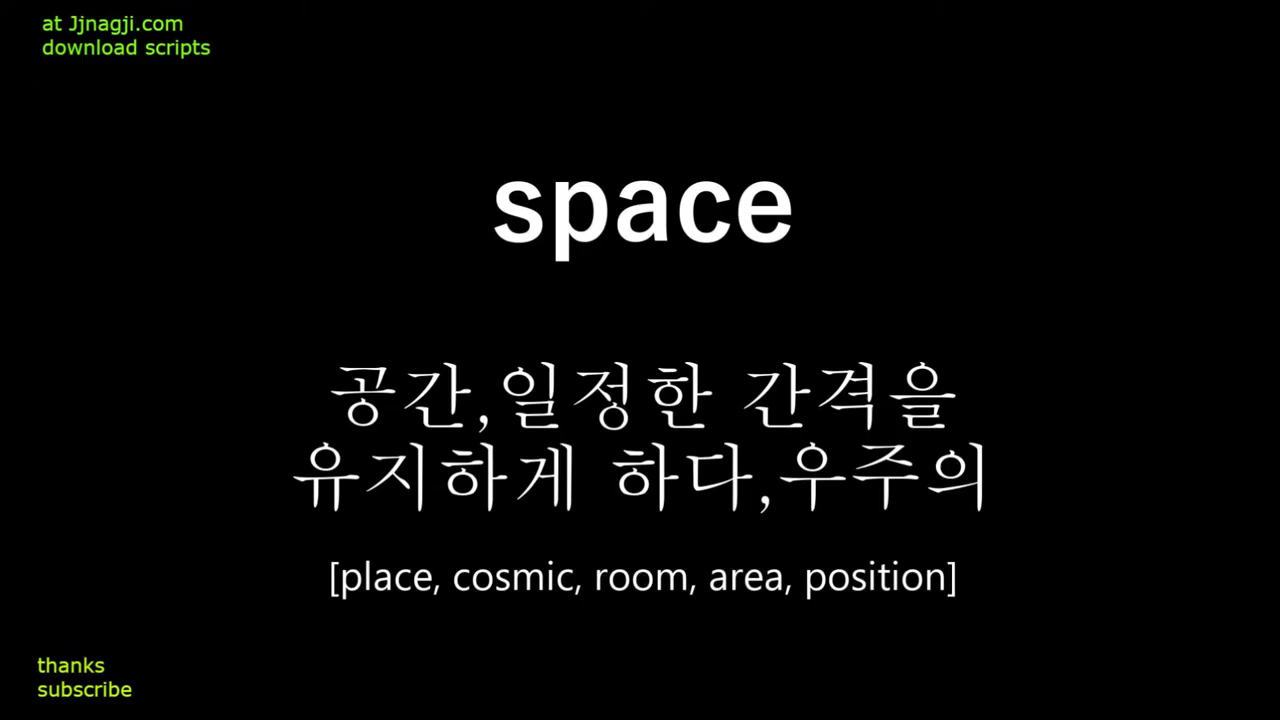 at Jjnagji.com
download scripts
space
공간,일정한 간격을
유지하게 하다,우주의
[place, cosmic, room, area, position]
thanks
subscribe